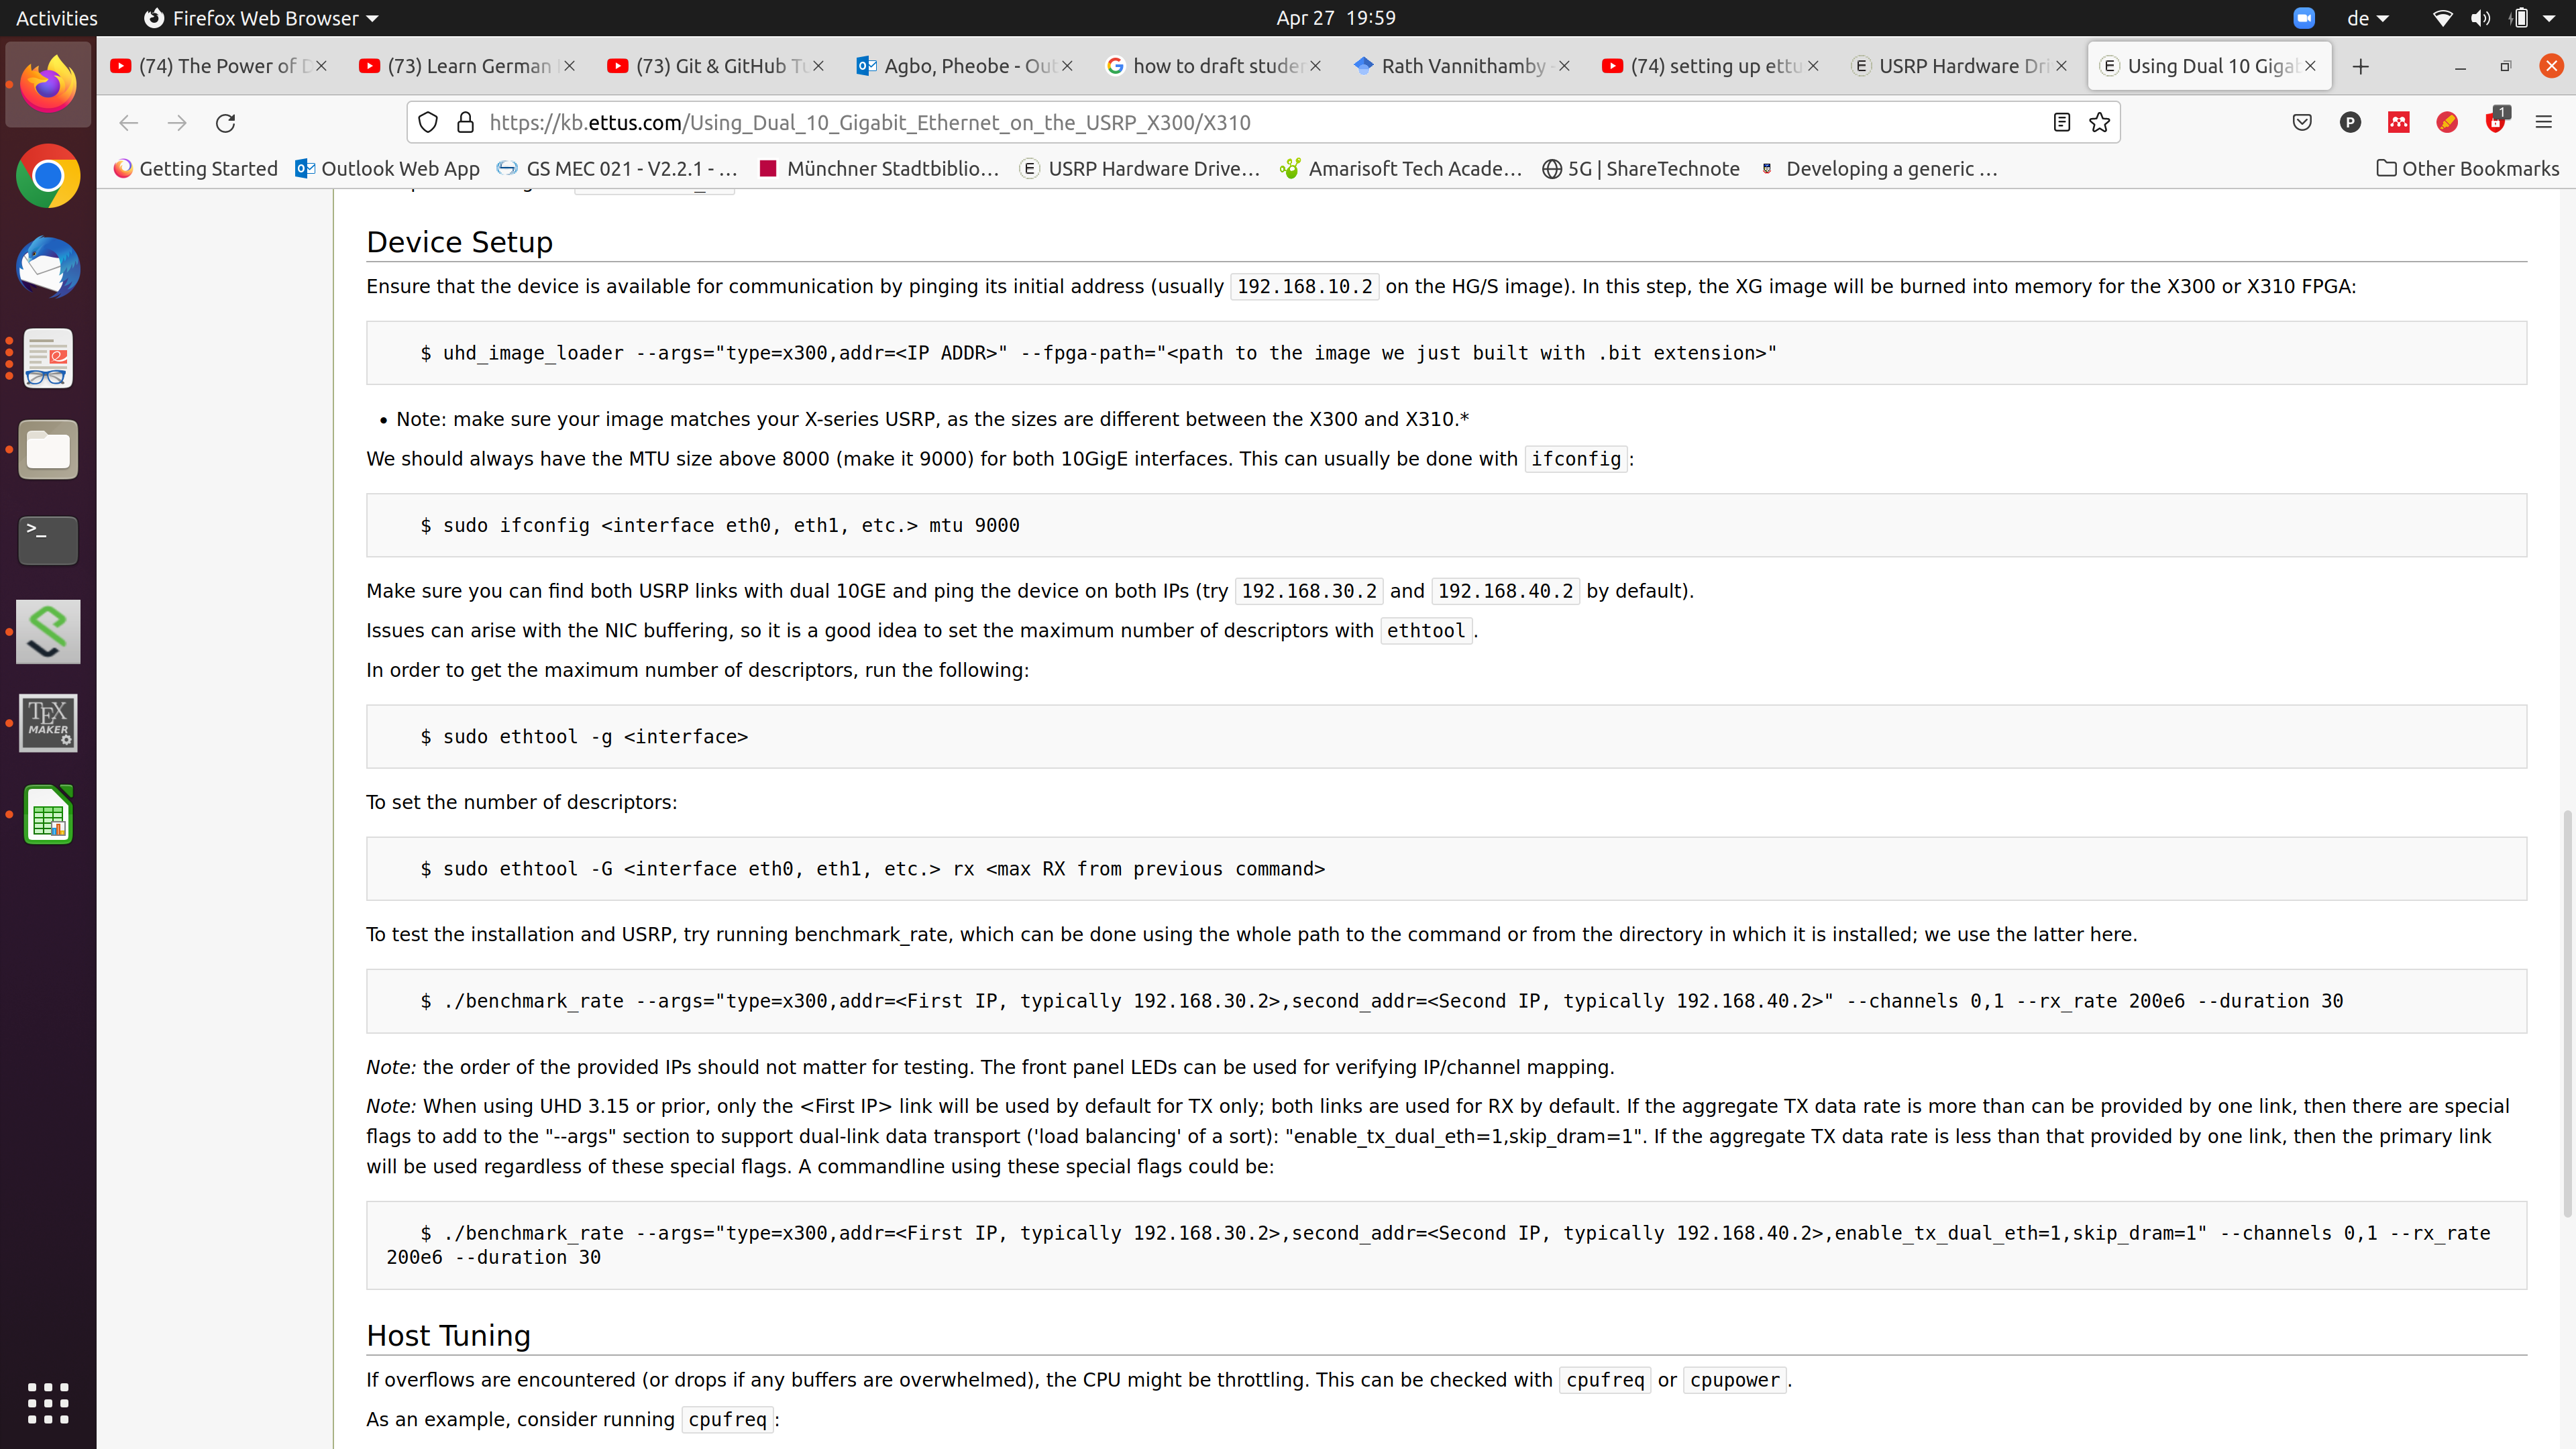 Activities
Firefox Web Browser
Apr 27 19:59
de
(74) The Power of D
(73) Learn German
(73) Git & GitHub Tu
Agbo, Pheobe - Out
how to draft studen
Rath Vannithamby -
(74) setting up ettu
USRP Hardware Dri
Using Dual 10 Gigab
https://kb.ettus.com/Using_Dual_10_Gigabit_Ethernet_on_the_USRP_X300/X310
P
1
Getting Started
Outlook Web App
GS MEC 021 - V2.2.1 - …
Münchner Stadtbiblio…
USRP Hardware Drive…
Amarisoft Tech Acade…
5G | ShareTechnote
Developing a generic …
Other Bookmarks
Device Setup
Ensure that the device is available for communication by pinging its initial address (usually 192.168.10.2 on the HG/S image). In this step, the XG image will be burned into memory for the X300 or X310 FPGA:
$ uhd_image_loader --args="type=x300,addr=<IP ADDR>" --fpga-path="<path to the image we just built with .bit extension>"
• Note: make sure your image matches your X-series USRP, as the sizes are different between the X300 and X310.*
We should always have the MTU size above 8000 (make it 9000) for both 10GigE interfaces. This can usually be done with ifconfig:
$ sudo ifconfig <interface eth0, eth1, etc.> mtu 9000
Make sure you can find both USRP links with dual 10GE and ping the device on both IPs (try 192.168.30.2 and 192.168.40.2 by default).
Issues can arise with the NIC buffering, so it is a good idea to set the maximum number of descriptors with ethtool.
In order to get the maximum number of descriptors, run the following:
$ sudo ethtool -g <interface>
To set the number of descriptors:
$ sudo ethtool -G <interface eth0, eth1, etc.> rx <max RX from previous command>
To test the installation and USRP, try running benchmark_rate, which can be done using the whole path to the command or from the directory in which it is installed; we use the latter here.
$ ./benchmark_rate --args="type=x300,addr=<First IP, typically 192.168.30.2>,second_addr=<Second IP, typically 192.168.40.2>" --channels 0,1 --rx_rate 200e6 --duration 30
Note: the order of the provided IPs should not matter for testing. The front panel LEDs can be used for verifying IP/channel mapping.
Note: When using UHD 3.15 or prior, only the <First IP> link will be used by default for TX only; both links are used for RX by default. If the aggregate TX data rate is more than can be provided by one link, then there are special
flags to add to the "--args" section to support dual-link data transport ('load balancing' of a sort): "enable_tx_dual_eth=1,skip_dram=1". If the aggregate TX data rate is less than that provided by one link, then the primary link
will be used regardless of these special flags. A commandline using these special flags could be:
$ ./benchmark_rate --args="type=x300,addr=<First IP, typically 192.168.30.2>,second_addr=<Second IP, typically 192.168.40.2>,enable_tx_dual_eth=1,skip_dram=1" --channels 0,1 --rx_rate
200e6 --duration 30
Host Tuning
If overflows are encountered (or drops if any buffers are overwhelmed), the CPU might be throttling. This can be checked with cpufreq or cpupower.
As an example, consider running cpufreq:
TEX
MAKER